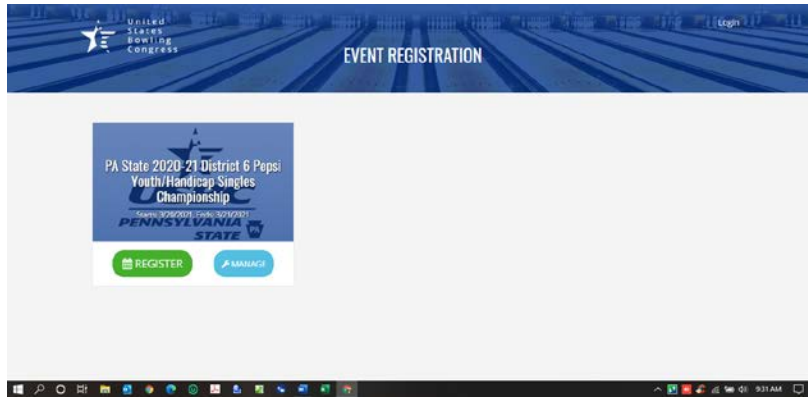 United
States
Bowling
Congress
Login
EVENT REGISTRATION
PA State 2020-21 District 6 Pepsi
Youth/Handicap Singles
Championship
PENNSYLVANIA
STATE
REGISTER
MANAGE
9:31 AM